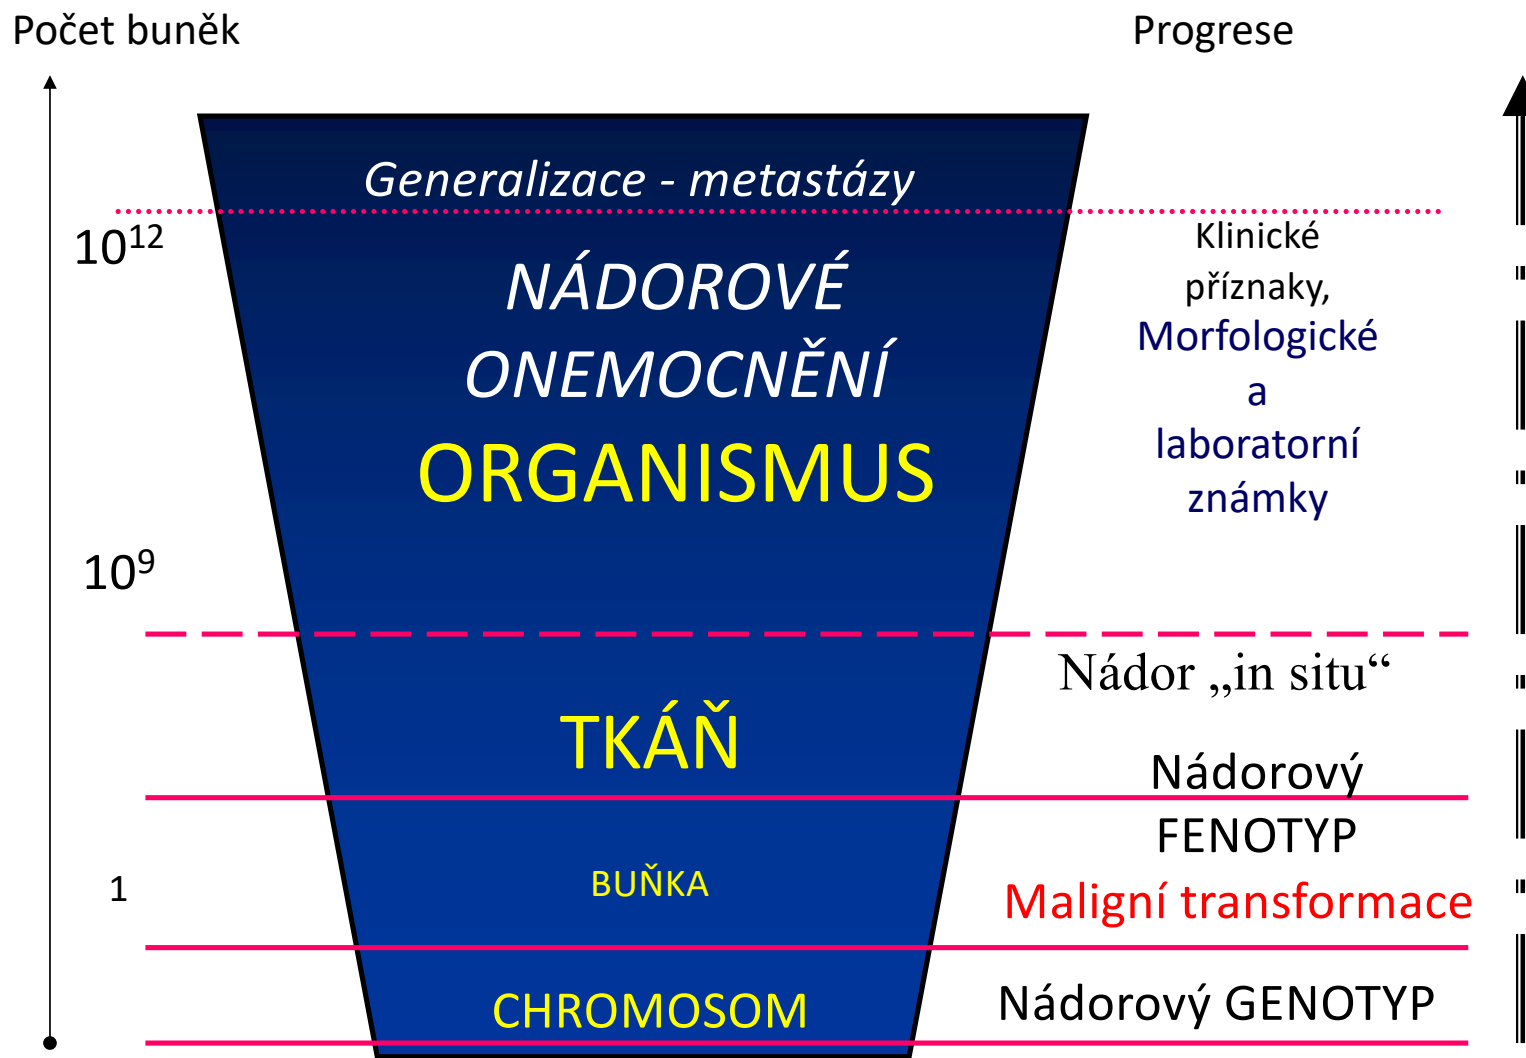 Počet buněk
Progrese
Generalizace - metastázy
10¹²
NÁDOROVÉ
ONEMOCNĚNÍ
ORGANISMUS
Klinické
příznaky,
Morfologické
a
laboratorní
známky
10⁹
Nádor „in situ“
TKÁŇ
Nádorový
FENOTYP
1
BUŇKA
Maligní transformace
CHROMOSOM
Nádorový GENOTYP